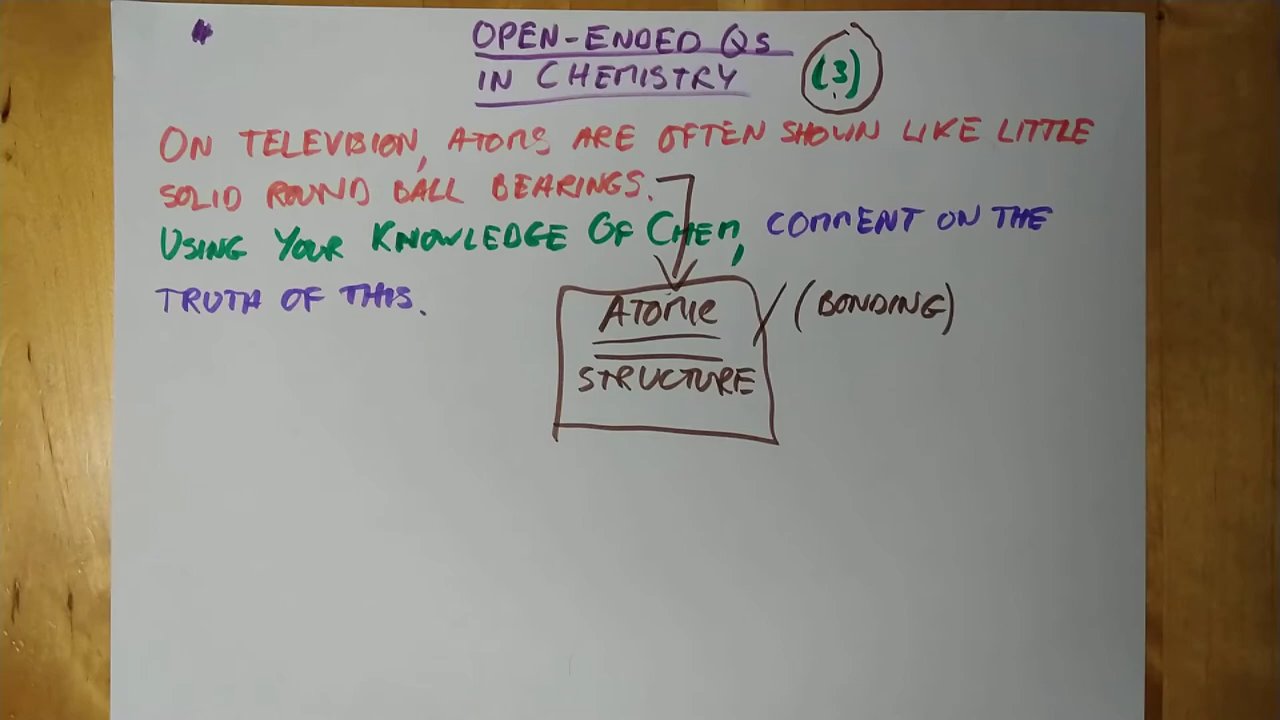 OPEN-ENDED QS
IN CHEMISTRY
(3)
ON TELEVISION, ATOMS ARE OFTEN SHOWN LIKE LITTLE
SOLID ROUND BALL BEARINGS.
USING YOUR KNOWLEDGE OF CHEM, COMMENT ON THE
TRUTH OF THIS.
ATOMIC
(BONDING)
STRUCTURE